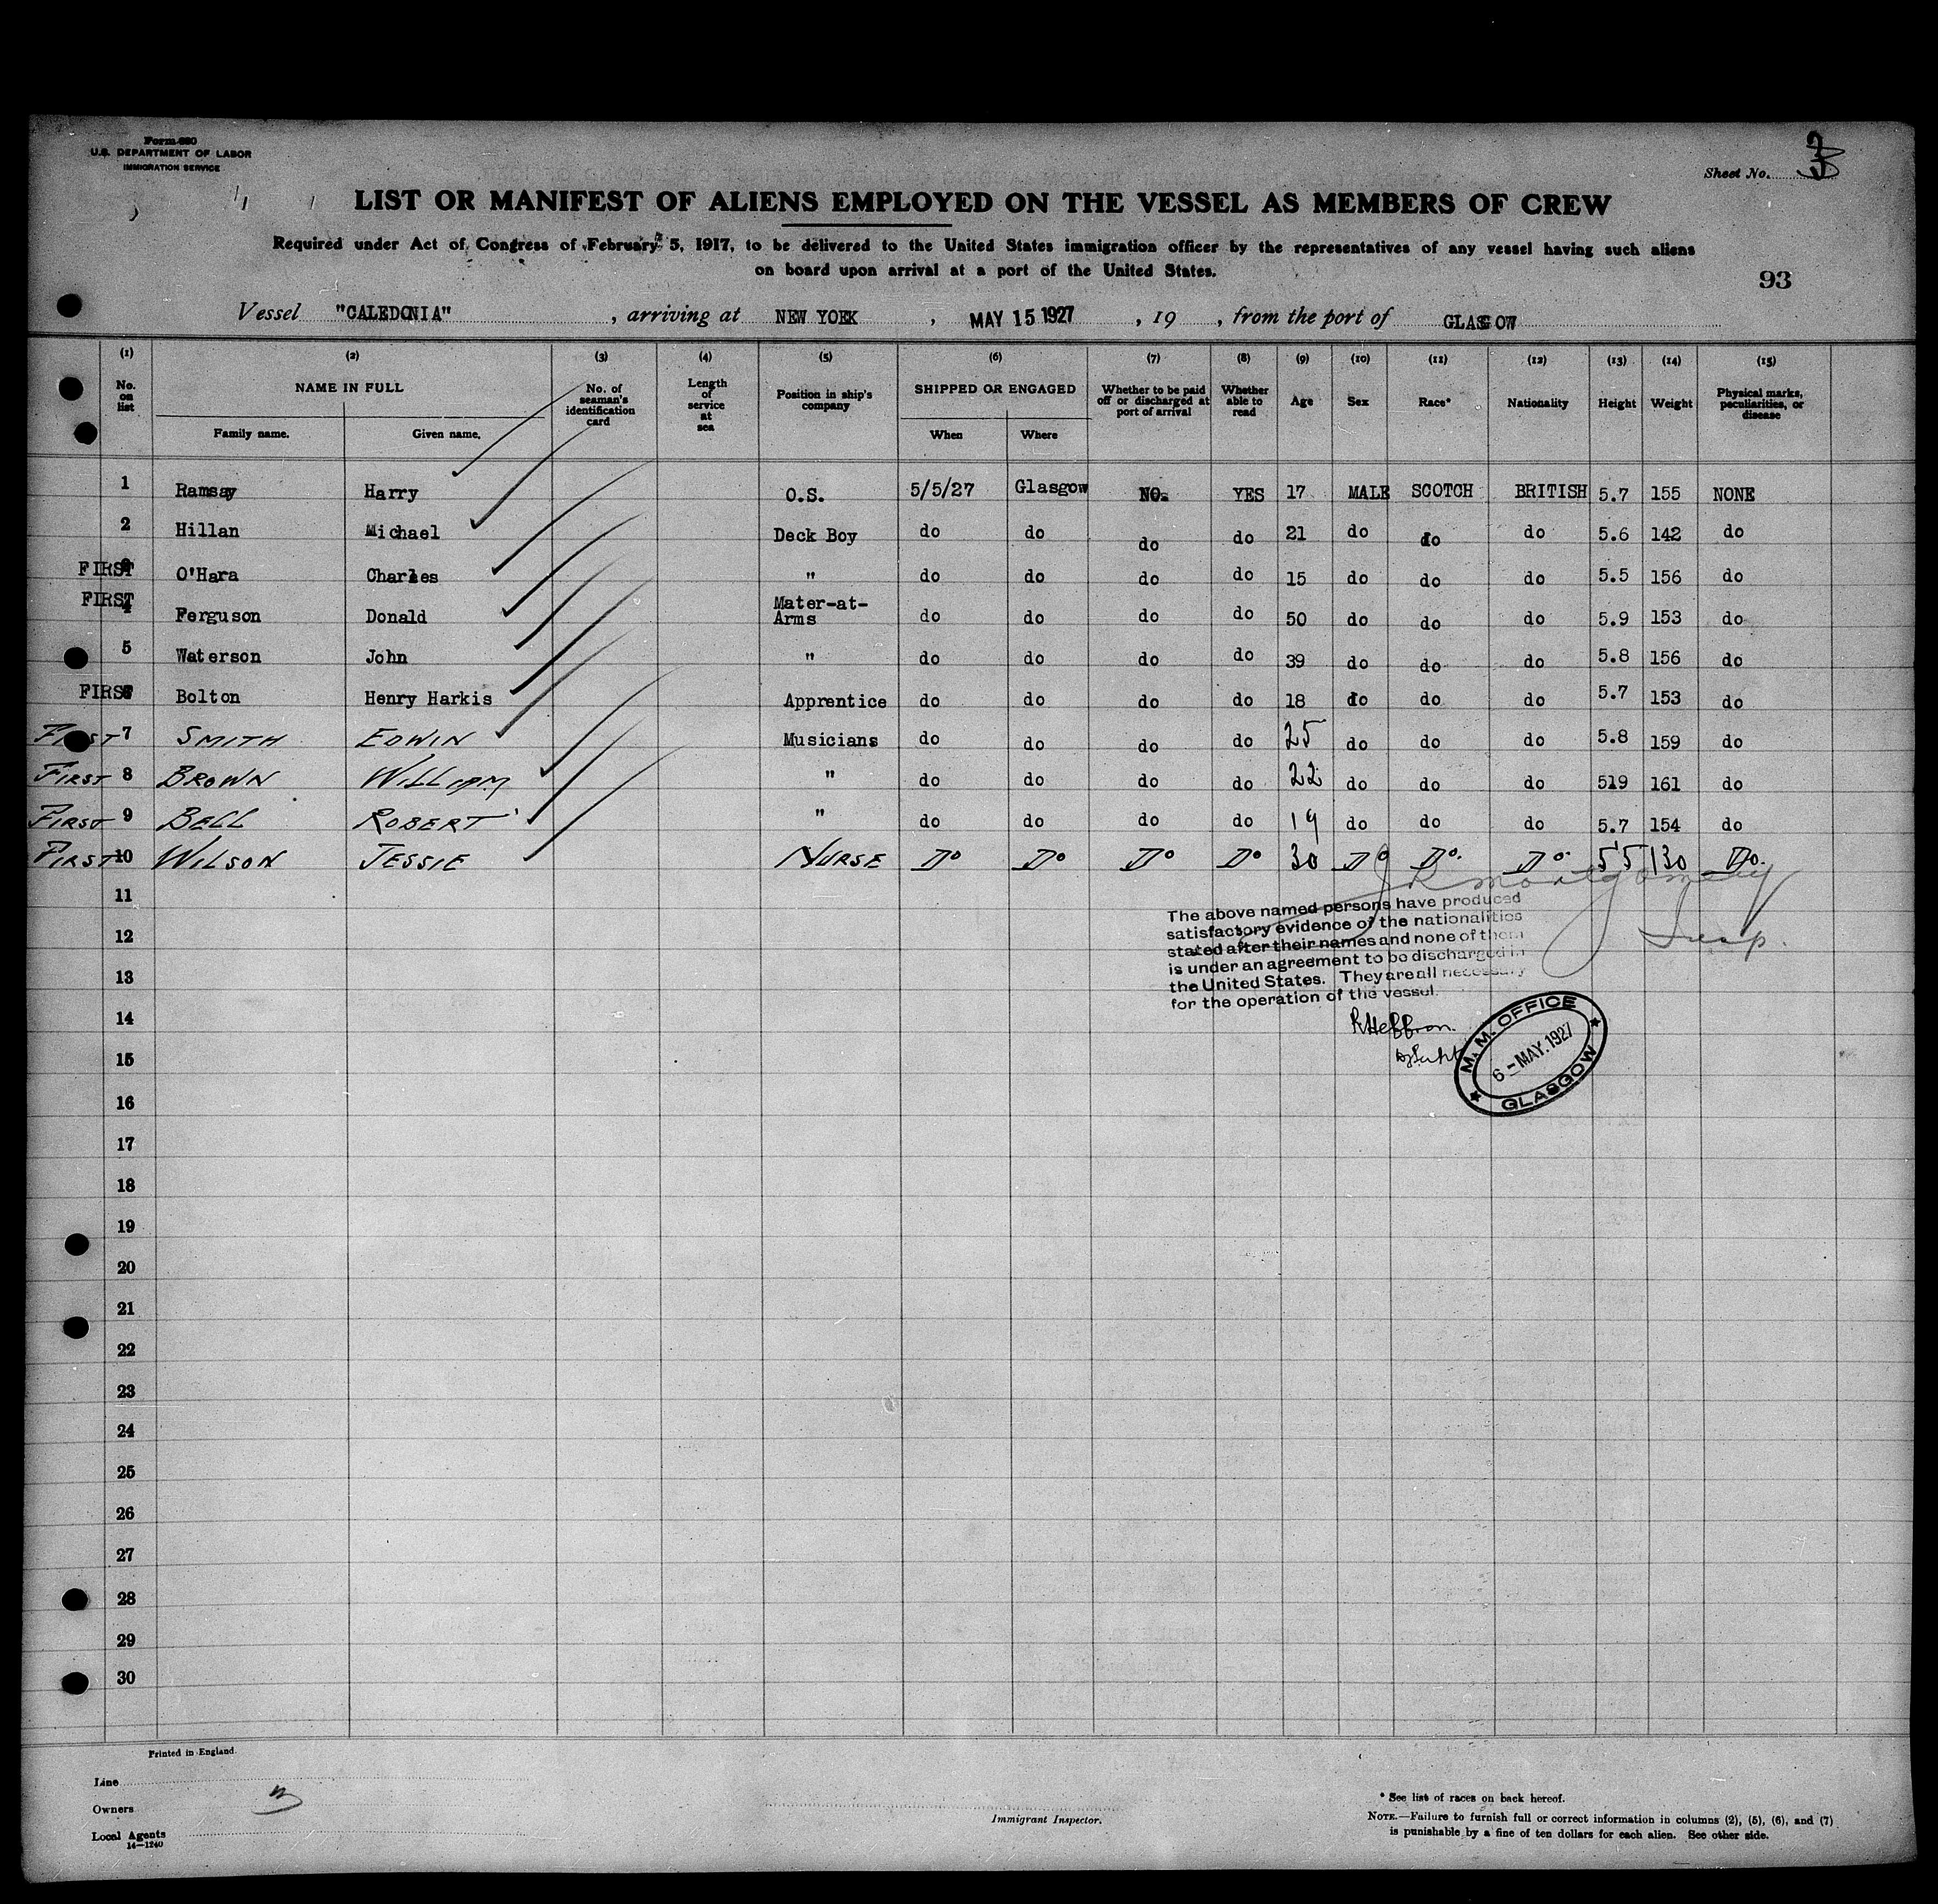 Form 680
U.S. DEPARTMENT OF LABOR
IMMIGRATION SERVICE
Sheet No. 3
LIST OR MANIFEST OF ALIENS EMPLOYED ON THE VESSEL AS MEMBERS OF CREW
Required under Act of Congress of February 5, 1917, to be delivered to the United States immigration officer by the representatives of any vessel having such aliens
on board upon arrival at a port of the United States.
93
Vessel "CALEDONIA", arriving at NEW YORK, MAY 15 1927, 19 , from the port of GLASGOW
(1) (2) (3) (4) (5) (6) (7) (8) (9) (10) (11) (12) (13) (14) (15)
No. on list NAME IN FULL Family name. Given name. No. of seaman's identification card Length of service at sea Position in ship's company SHIPPED OR ENGAGED When Where Whether to be paid off or discharged at port of arrival Whether able to read Age Sex Race* Nationality Height Weight Physical marks, peculiarities, or disease
1 Ramsay Harry O.S. 5/5/27 Glasgow NO. YES 17 MALE SCOTCH BRITISH 5.7 155 NONE
2 Hillan Michael Deck Boy do do do do 21 do do do 5.6 142 do
FIRST 3 O'Hara Charles " do do do do 15 do do do 5.5 156 do
FIRST 4 Ferguson Donald Mater-at-Arms do do do do 50 do do do 5.9 153 do
5 Waterson John " do do do do 39 do do do 5.8 156 do
FIRST 6 Bolton Henry Harkis Apprentice do do do do 18 do do do 5.7 153 do
FIRST 7 SMITH EDWIN Musicians do do do do 25 do do do 5.8 159 do
FIRST 8 BROWN WILLIAM " do do do do 22 do do do 519 161 do
FIRST 9 BELL ROBERT " do do do do 19 do do do 5.7 154 do
FIRST 10 WILSON JESSIE NURSE Do Do Do Do 30 Do Do. Do. 5'5 130 Do.
J R Montgomery
Insp.
11
12
13
14
15
16
17
18
19
20
21
22
23
24
25
26
27
28
29
30
The above named persons have produced
satisfactory evidence of the nationalities
stated after their names and none of them
is under an agreement to be discharged in
the United States. They are all necessary
for the operation of the vessel.
R Heffron.
M. M. OFFICE
6 - MAY. 1927
GLASGOW
Printed in England.
Line
Owners
Local Agents
14-1240
Immigrant Inspector.
* See list of races on back hereof.
NOTE.—Failure to furnish full or correct information in columns (2), (5), (6), and (7)
is punishable by a fine of ten dollars for each alien. See other side.